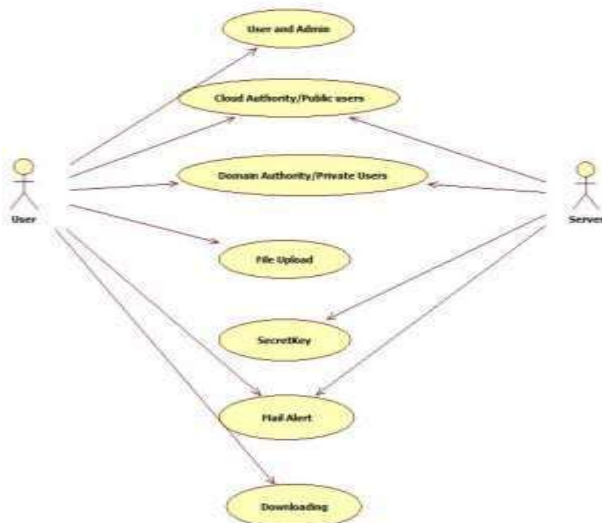 User and Admin
Cloud Authority/Public users
Domain Authority/Private Users
User
Server
File Upload
SecretKey
Mail Alert
Downloading